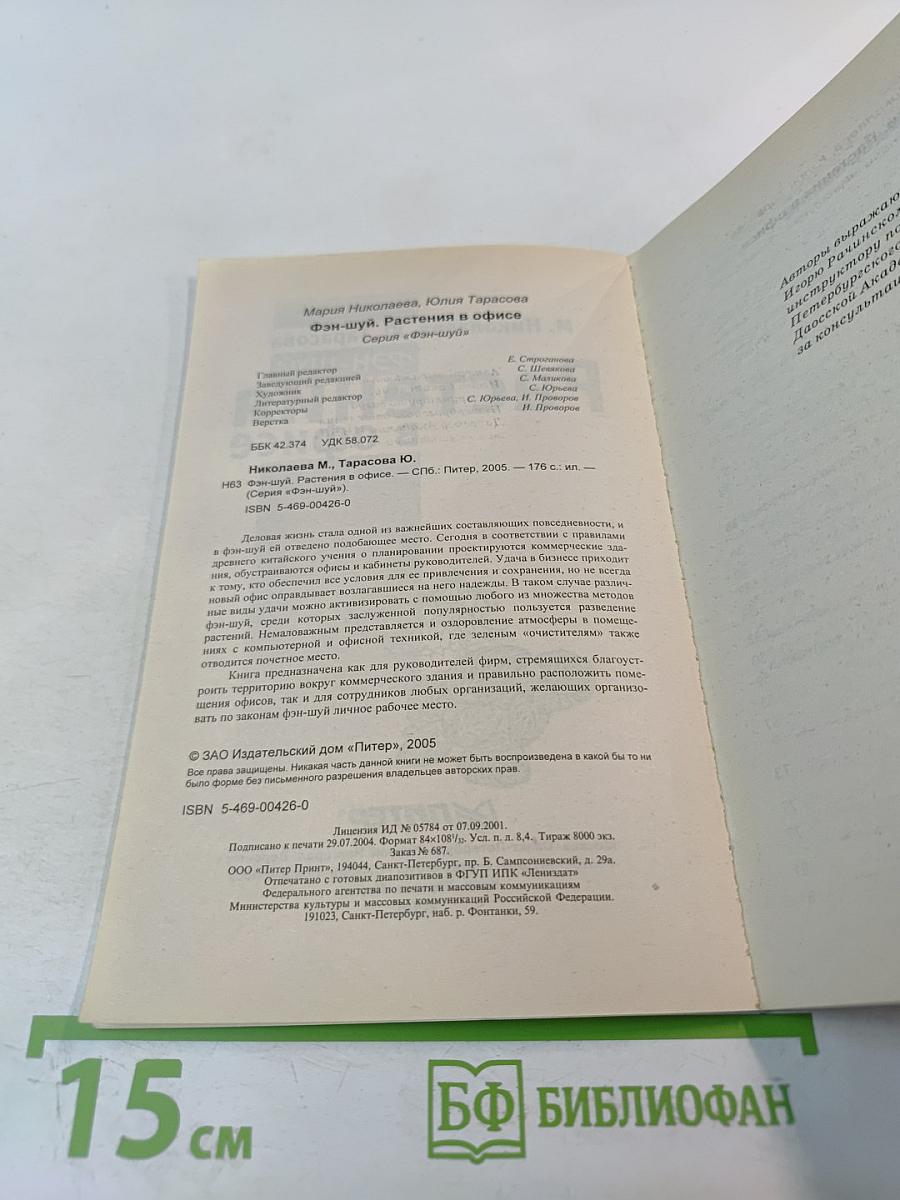 Мария Николаева, Юлия Тарасова
Фэн-шуй. Растения в офисе
Серия «Фэн-шуй»
Главный редактор Е. Строганова
Заведующий редакцией С. Шевякова
Художник С. Маликова
Литературный редактор С. Юрьева
Корректоры С. Юрьева, И. Проворов
Верстка И. Проворов
ББК 42.374 УДК 58.072
Николаева М., Тарасова Ю.
Н63 Фэн-шуй. Растения в офисе. — СПб.: Питер, 2005. — 176 с.: ил. —
(Серия «Фэн-шуй»).
ISBN 5-469-00426-0
Деловая жизнь стала одной из важнейших составляющих повседневности, и
в фэн-шуй ей отведено подобающее место. Сегодня в соответствии с правилами
древнего китайского учения о планировании проектируются коммерческие зда-
ния, обустраиваются офисы и кабинеты руководителей. Удача в бизнесе приходит
к тому, кто обеспечил все условия для ее привлечения и сохранения, но не всегда
новый офис оправдывает возлагавшиеся на него надежды. В таком случае различ-
ные виды удачи можно активизировать с помощью любого из множества методов
фэн-шуй, среди которых заслуженной популярностью пользуется разведение
растений. Немаловажным представляется и оздоровление атмосферы в помеще-
ниях с компьютерной и офисной техникой, где зеленым «очистителям» также
отводится почетное место.
Книга предназначена как для руководителей фирм, стремящихся благоуст-
роить территорию вокруг коммерческого здания и правильно расположить поме-
щения офисов, так и для сотрудников любых организаций, желающих организо-
вать по законам фэн-шуй личное рабочее место.
© ЗАО Издательский дом «Питер», 2005
Все права защищены. Никакая часть данной книги не может быть воспроизведена в какой бы то ни
было форме без письменного разрешения владельцев авторских прав.
ISBN 5-469-00426-0
Лицензия ИД № 05784 от 07.09.2001.
Подписано к печати 29.07.2004. Формат 84×108¹/₃₂. Усл. п. л. 8,4. Тираж 8000 экз.
Заказ № 687.
ООО «Питер Принт», 194044, Санкт-Петербург, пр. Б. Сампсониевский, д. 29а.
Отпечатано с готовых диапозитивов в ФГУП ИПК «Лениздат»
Федерального агентства по печати и массовым коммуникациям
Министерства культуры и массовых коммуникаций Российской Федерации.
191023, Санкт-Петербург, наб. р. Фонтанки, 59.
Авторы выражаю
Игорю Рачинском
инструктору по
Петербургского
Даосской Акаде
за консультац
15 см
БФ БИБЛИОФАН